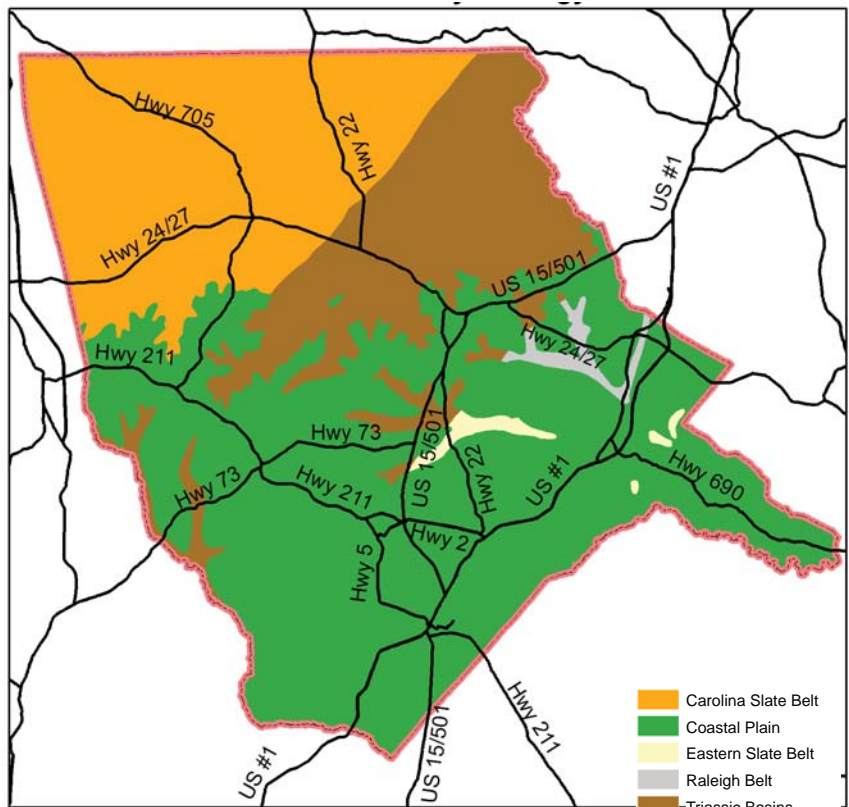 Hwy 705
Hwy 22
US #1
Hwy 24/27
US 15/501
Hwy 24/27
Hwy 211
Hwy 73
US 15/501
Hwy 22
US #1
Hwy 690
Hwy 73
Hwy 211
Hwy 2
Hwy 5
Hwy 211
US #1
US 15/501
Carolina Slate Belt
Coastal Plain
Eastern Slate Belt
Raleigh Belt
Triassic Basins